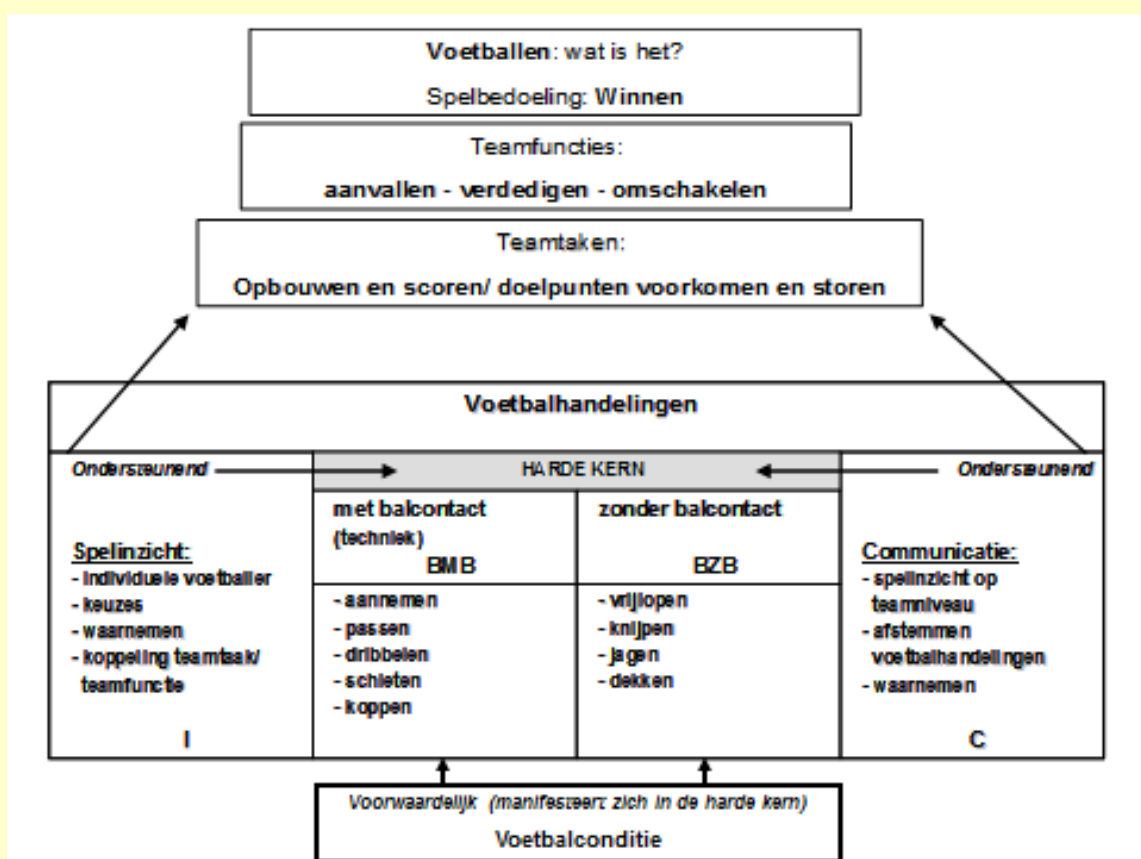 Voetballen: wat is het?
Spelbedoeling: Winnen
Teamfuncties:
aanvallen - verdedigen - omschakelen
Teamtaken:
Opbouwen en scoren/ doelpunten voorkomen en storen
Voetbalhandelingen
Ondersteunend
HARDE KERN
Ondersteunend
Spelinzicht:
- individuele voetballer
- keuzes
- waarnemen
- koppeling teamtaak/
teamfunctie
I
met balcontact
(techniek)
BMB
- aannemen
- passen
- dribbelen
- schieten
- koppen
zonder balcontact
BZB
- vrijlopen
- knijpen
- jagen
- dekken
Communicatie:
- spelinzicht op
teamniveau
- afstemmen
voetbalhandelingen
- waarnemen
C
Voorwaardelijk (manifesteert zich in de harde kern)
Voetbalconditie